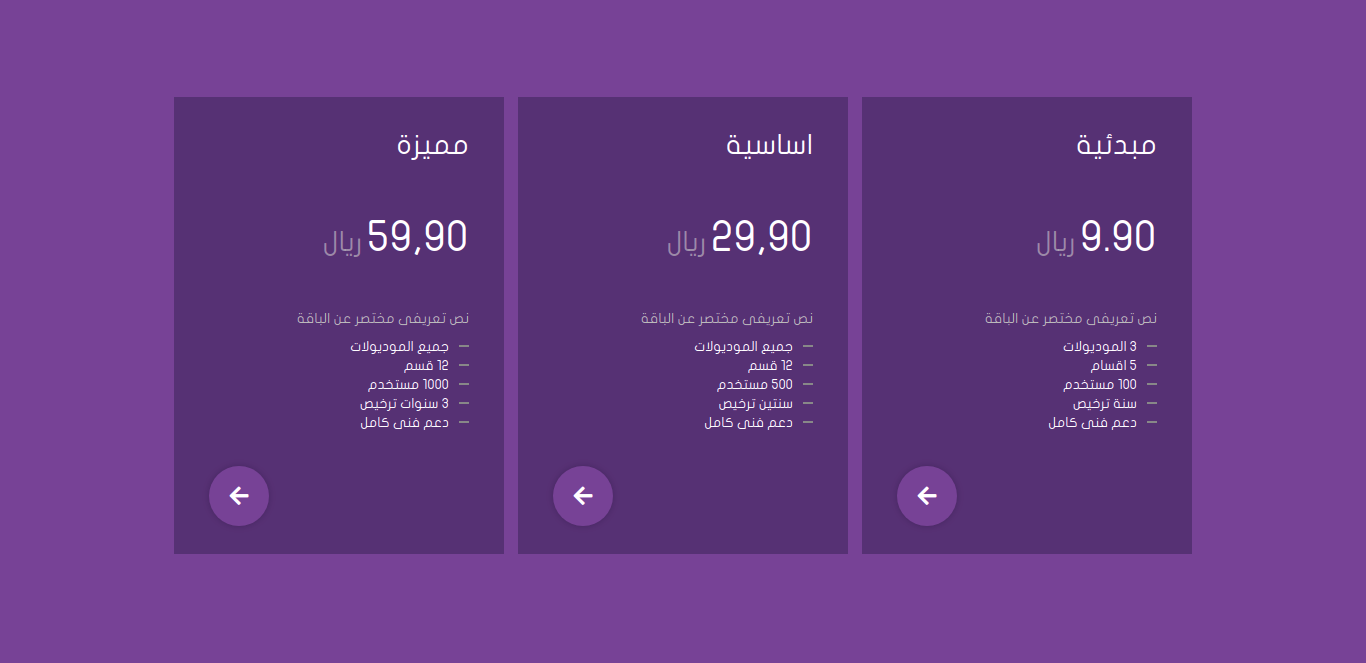 مبدئية
9.90 ريال
نص تعريفى مختصر عن الباقة
3 الموديولات
5 اقسام
100 مستخدم
سنة ترخيص
دعم فنى كامل
اساسية
29,90 ريال
نص تعريفى مختصر عن الباقة
جميع الموديولات
12 قسم
500 مستخدم
سنتين ترخيص
دعم فنى كامل
مميزة
59,90 ريال
نص تعريفى مختصر عن الباقة
جميع الموديولات
12 قسم
1000 مستخدم
3 سنوات ترخيص
دعم فنى كامل